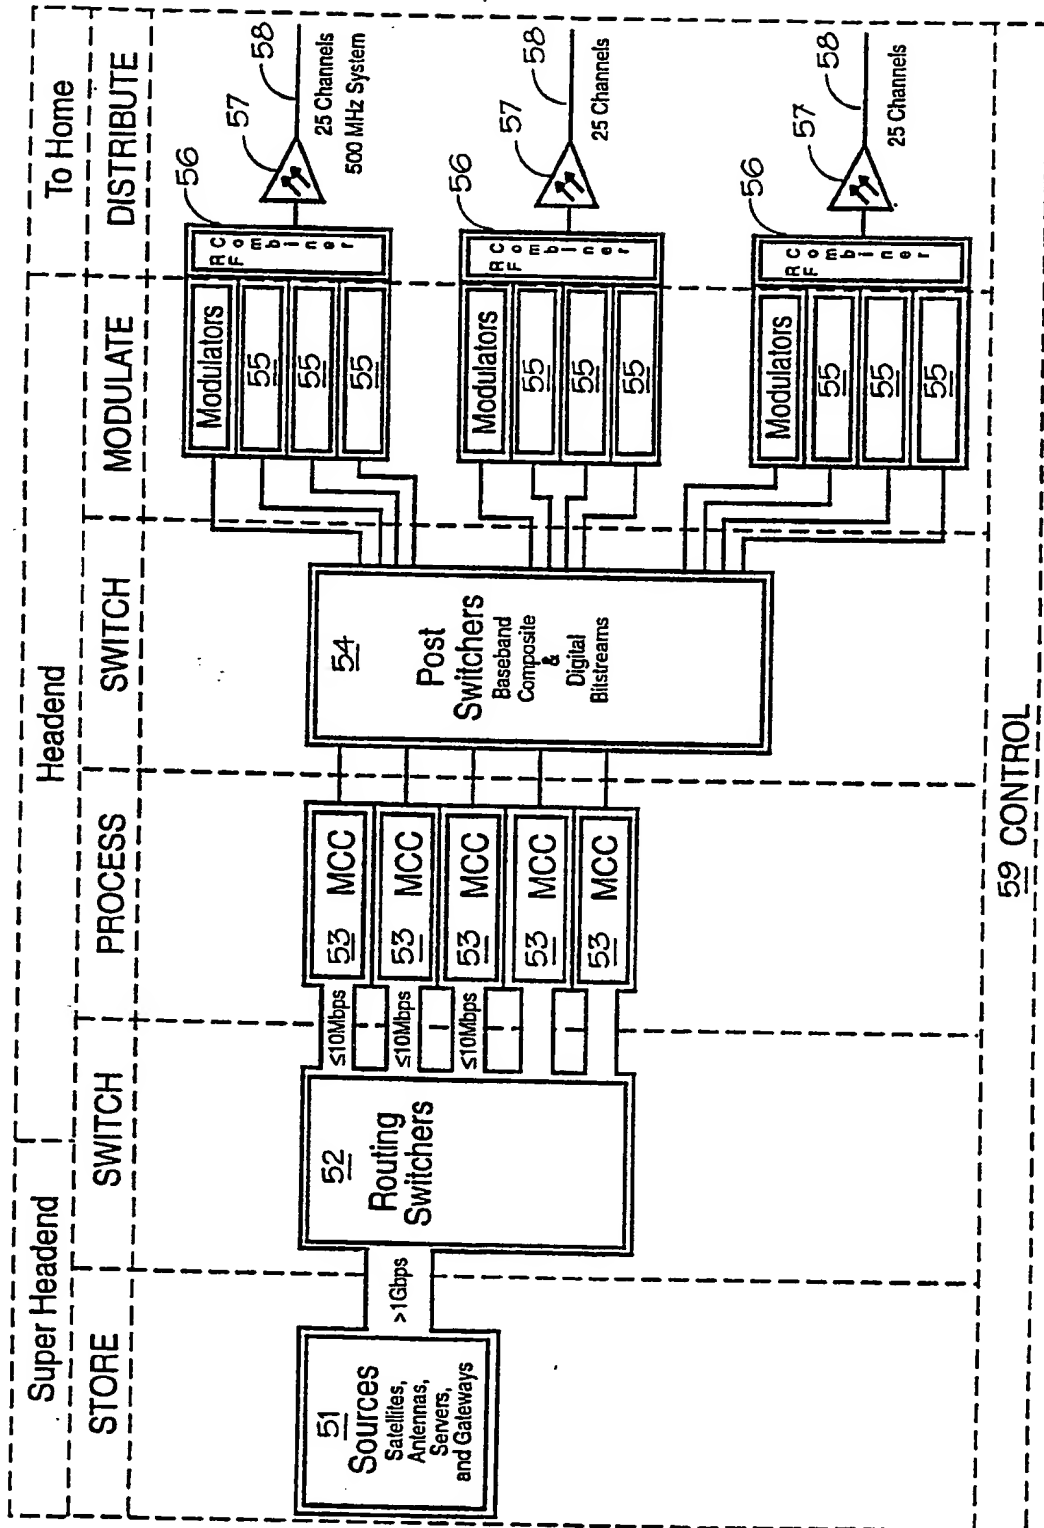 Super Headend
Headend
To Home
STORE
SWITCH
PROCESS
SWITCH
MODULATE
DISTRIBUTE
51
Sources
Satellites,
Antennas,
Servers,
and Gateways
>1Gbps
52
Routing
Switchers
≤10Mbps
≤10Mbps
≤10Mbps
53 MCC
53 MCC
53 MCC
53 MCC
53 MCC
54
Post
Switchers
Baseband
Composite
&
Digital
Bitstreams
Modulators
55
55
55
RF
Combiner
56
57
58
25 Channels
500 MHz System
Modulators
55
55
55
RF
Combiner
56
57
58
25 Channels
Modulators
55
55
55
RF
Combiner
56
57
58
25 Channels
59 CONTROL